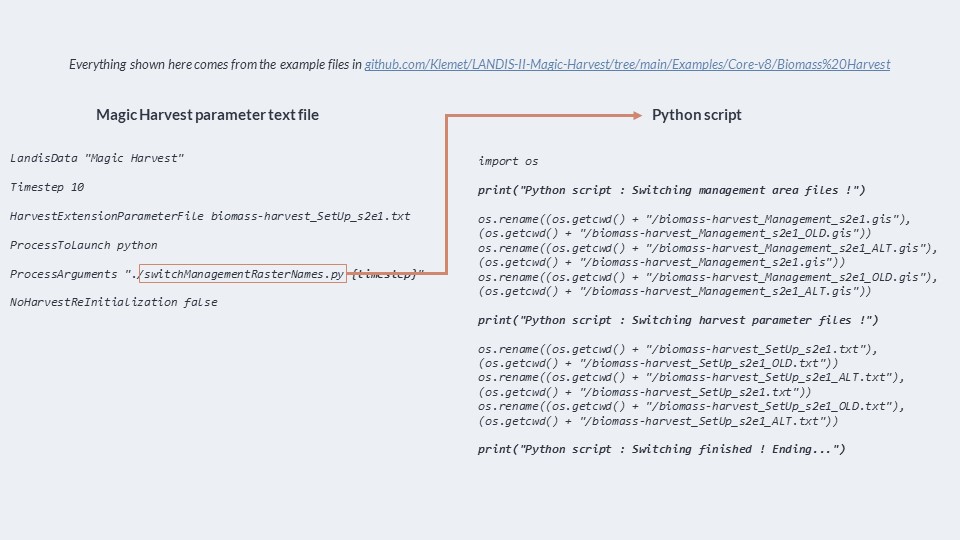 Everything shown here comes from the example files in github.com/Klemet/LANDIS-II-Magic-Harvest/tree/main/Examples/Core-v8/Biomass%20Harvest
Magic Harvest parameter text file
LandisData "Magic Harvest"
Timestep 10
HarvestExtensionParameterFile biomass-harvest_SetUp_s2e1.txt
ProcessToLaunch python
ProcessArguments "./switchManagementRasterNames.py {timestep}"
NoHarvestReInitialization false
Python script
import os
print("Python script : Switching management area files !")
os.rename((os.getcwd() + "/biomass-harvest_Management_s2e1.gis"),
(os.getcwd() + "/biomass-harvest_Management_s2e1_OLD.gis"))
os.rename((os.getcwd() + "/biomass-harvest_Management_s2e1_ALT.gis"),
(os.getcwd() + "/biomass-harvest_Management_s2e1.gis"))
os.rename((os.getcwd() + "/biomass-harvest_Management_s2e1_OLD.gis"),
(os.getcwd() + "/biomass-harvest_Management_s2e1_ALT.gis"))
print("Python script : Switching harvest parameter files !")
os.rename((os.getcwd() + "/biomass-harvest_SetUp_s2e1.txt"),
(os.getcwd() + "/biomass-harvest_SetUp_s2e1_OLD.txt"))
os.rename((os.getcwd() + "/biomass-harvest_SetUp_s2e1_ALT.txt"),
(os.getcwd() + "/biomass-harvest_SetUp_s2e1.txt"))
os.rename((os.getcwd() + "/biomass-harvest_SetUp_s2e1_OLD.txt"),
(os.getcwd() + "/biomass-harvest_SetUp_s2e1_ALT.txt"))
print("Python script : Switching finished ! Ending...")